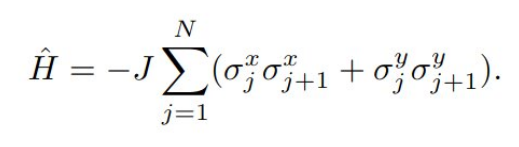 Ĥ = −J ∑_{j=1}^{N} (σ_j^x σ_{j+1}^x + σ_j^y σ_{j+1}^y).